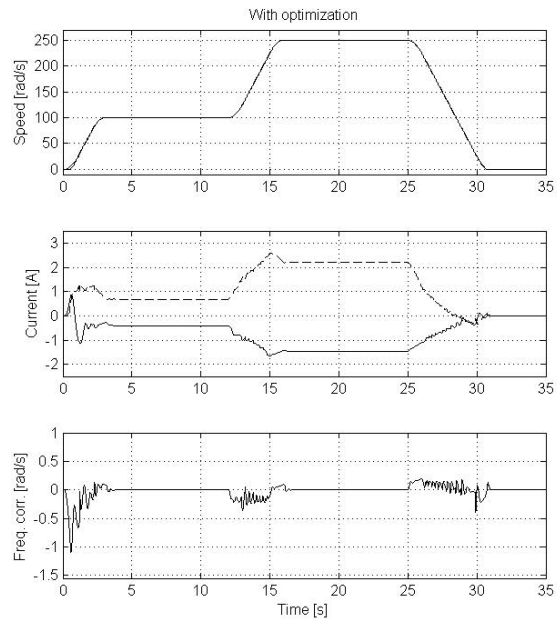 With optimization
Speed [rad/s]
250
200
150
100
50
0
0 5 10 15 20 25 30 35
Current [A]
3
2
1
0
-1
-2
0 5 10 15 20 25 30 35
Freq. corr. [rad/s]
1
0.5
0
-0.5
-1
-1.5
0 5 10 15 20 25 30 35
Time [s]